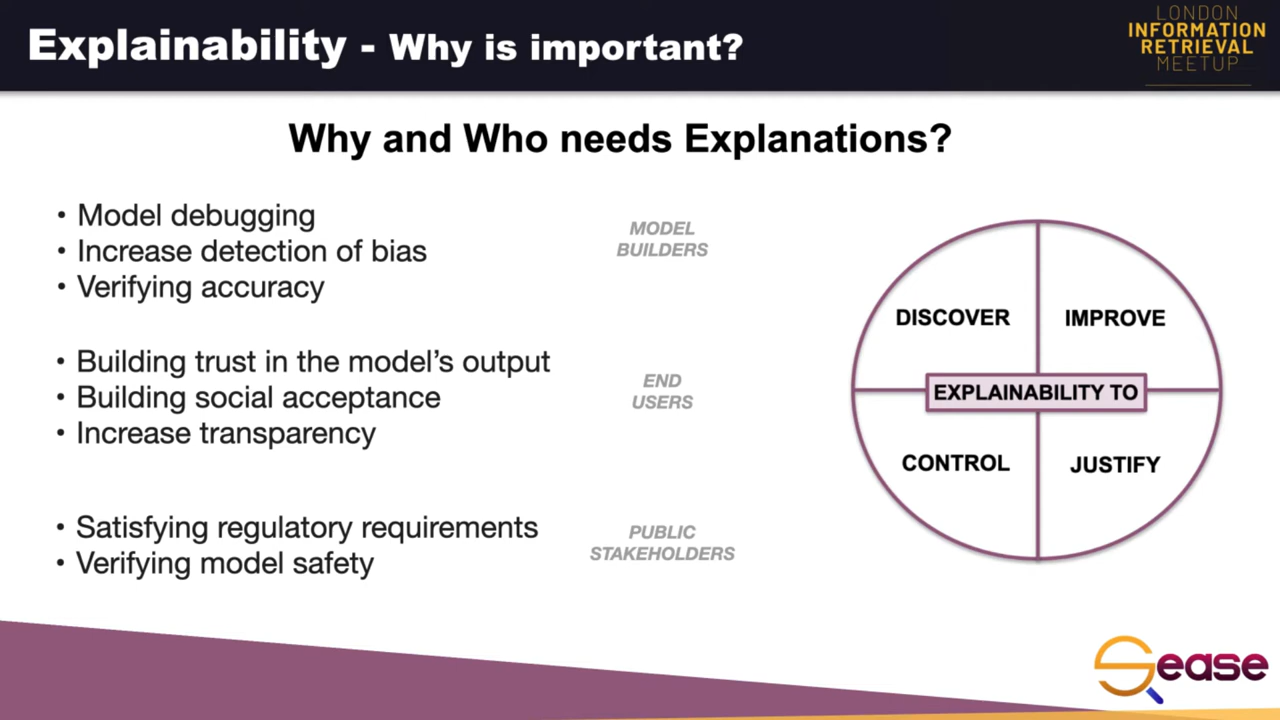 Explainability - Why is important?
LONDON
INFORMATION
RETRIEVAL
MEETUP
Why and Who needs Explanations?
• Model debugging
• Increase detection of bias
• Verifying accuracy
MODEL
BUILDERS
• Building trust in the model's output
• Building social acceptance
• Increase transparency
END
USERS
• Satisfying regulatory requirements
• Verifying model safety
PUBLIC
STAKEHOLDERS
DISCOVER
IMPROVE
EXPLAINABILITY TO
CONTROL
JUSTIFY
Sease